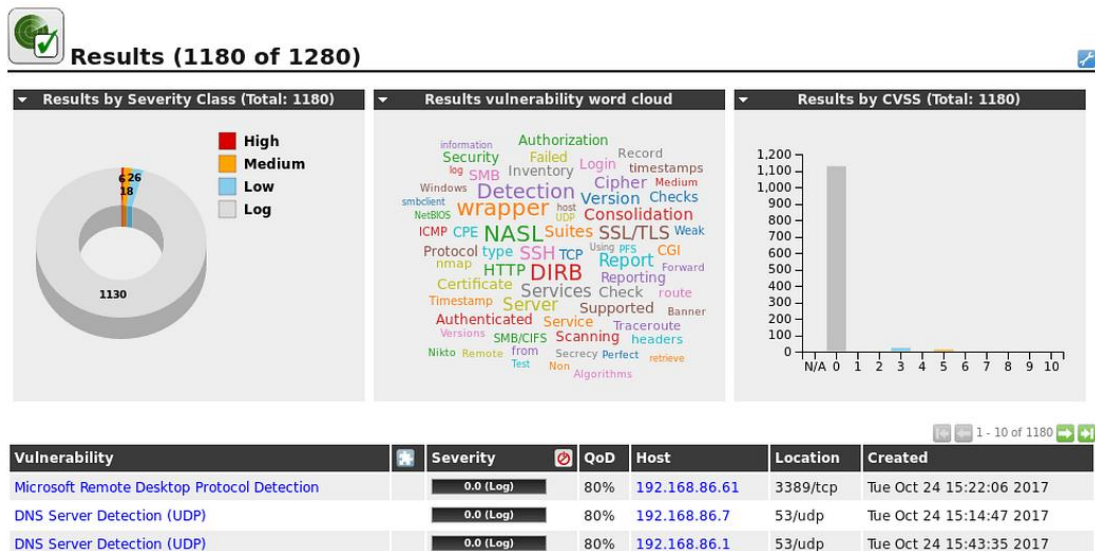 Results (1180 of 1280)
Results by Severity Class (Total: 1180)
High
Medium
Low
Log
6 26
18
1130
Results vulnerability word cloud
information Authorization
Security Failed Record
log SMB Inventory Login timestamps
Windows Detection Cipher Medium
smbclient Version Checks
NetBIOS wrapper host UDP Consolidation
ICMP CPE NASL Suites SSL/TLS Weak
Protocol type SSH TCP Using PFS CGI
nmap HTTP DIRB Report Forward
Certificate Services Reporting
Check route
Timestamp Server Supported Banner
Authenticated Service Traceroute
Versions SMB/CIFS Scanning headers
Nikto Remote from Secrecy Perfect retrieve
Test Non Algorithms
Results by CVSS (Total: 1180)
1,200
1,100
1,000
900
800
700
600
500
400
300
200
100
0
N/A 0 1 2 3 4 5 6 7 8 9 10
1 - 10 of 1180
Vulnerability Severity QoD Host Location Created
Microsoft Remote Desktop Protocol Detection 0.0 (Log) 80% 192.168.86.61 3389/tcp Tue Oct 24 15:22:06 2017
DNS Server Detection (UDP) 0.0 (Log) 80% 192.168.86.7 53/udp Tue Oct 24 15:14:47 2017
DNS Server Detection (UDP) 0.0 (Log) 80% 192.168.86.1 53/udp Tue Oct 24 15:43:35 2017